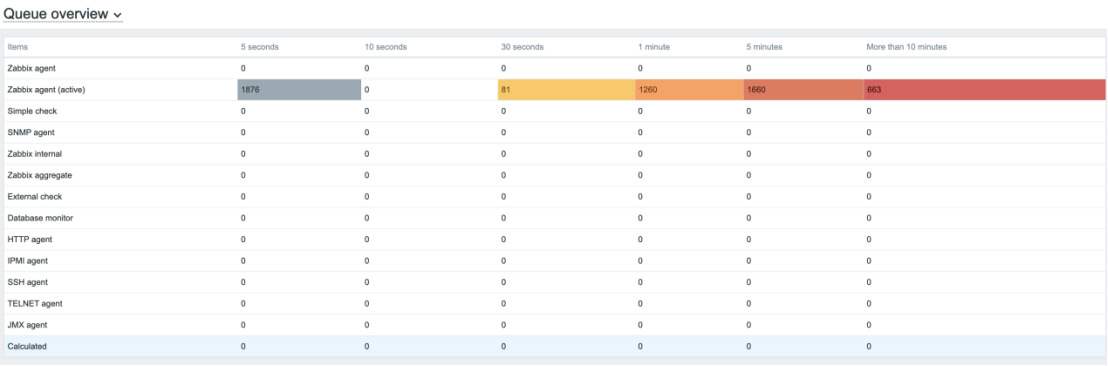 Queue overview
Items 5 seconds 10 seconds 30 seconds 1 minute 5 minutes More than 10 minutes
Zabbix agent 0 0 0 0 0 0
Zabbix agent (active) 1876 0 81 1260 1660 663
Simple check 0 0 0 0 0 0
SNMP agent 0 0 0 0 0 0
Zabbix internal 0 0 0 0 0 0
Zabbix aggregate 0 0 0 0 0 0
External check 0 0 0 0 0 0
Database monitor 0 0 0 0 0 0
HTTP agent 0 0 0 0 0 0
IPMI agent 0 0 0 0 0 0
SSH agent 0 0 0 0 0 0
TELNET agent 0 0 0 0 0 0
JMX agent 0 0 0 0 0 0
Calculated 0 0 0 0 0 0